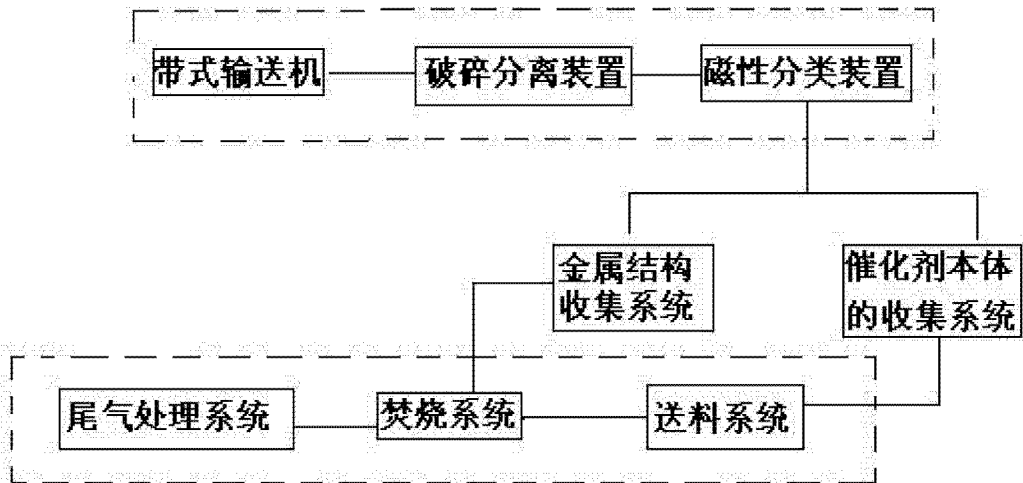 带式输送机
破碎分离装置
磁性分类装置
金属结构
收集系统
催化剂本体
的收集系统
尾气处理系统
焚烧系统
送料系统